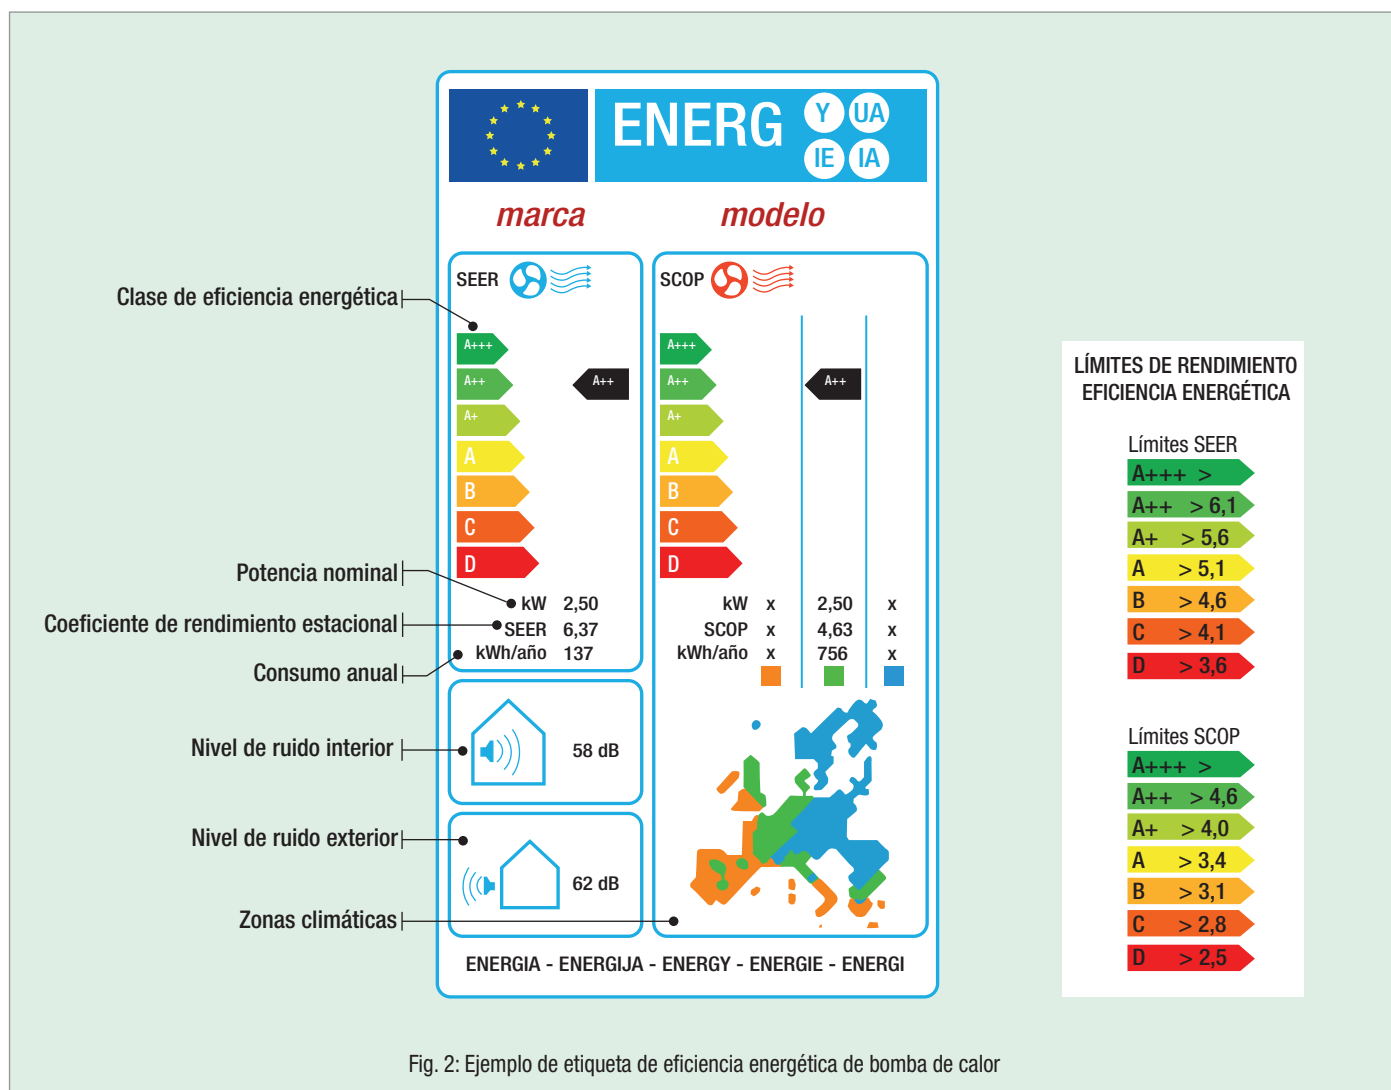 ENERG Y UA
IE IA
marca modelo
SEER
SCOP
Clase de eficiencia energética
A+++
A++ A++
A+
A
B
C
D
A+++
A++ A++
A+
A
B
C
D
Potencia nominal
Coeficiente de rendimiento estacional
Consumo anual
kW 2,50
SEER 6,37
kWh/año 137
kW x 2,50 x
SCOP x 4,63 x
kWh/año x 756 x
Nivel de ruido interior
58 dB
Nivel de ruido exterior
62 dB
Zonas climáticas
ENERGIA - ENERGIJA - ENERGY - ENERGIE - ENERGI
LÍMITES DE RENDIMIENTO
EFICIENCIA ENERGÉTICA
Límites SEER
A+++ >
A++ > 6,1
A+ > 5,6
A > 5,1
B > 4,6
C > 4,1
D > 3,6
Límites SCOP
A+++ >
A++ > 4,6
A+ > 4,0
A > 3,4
B > 3,1
C > 2,8
D > 2,5
Fig. 2: Ejemplo de etiqueta de eficiencia energética de bomba de calor